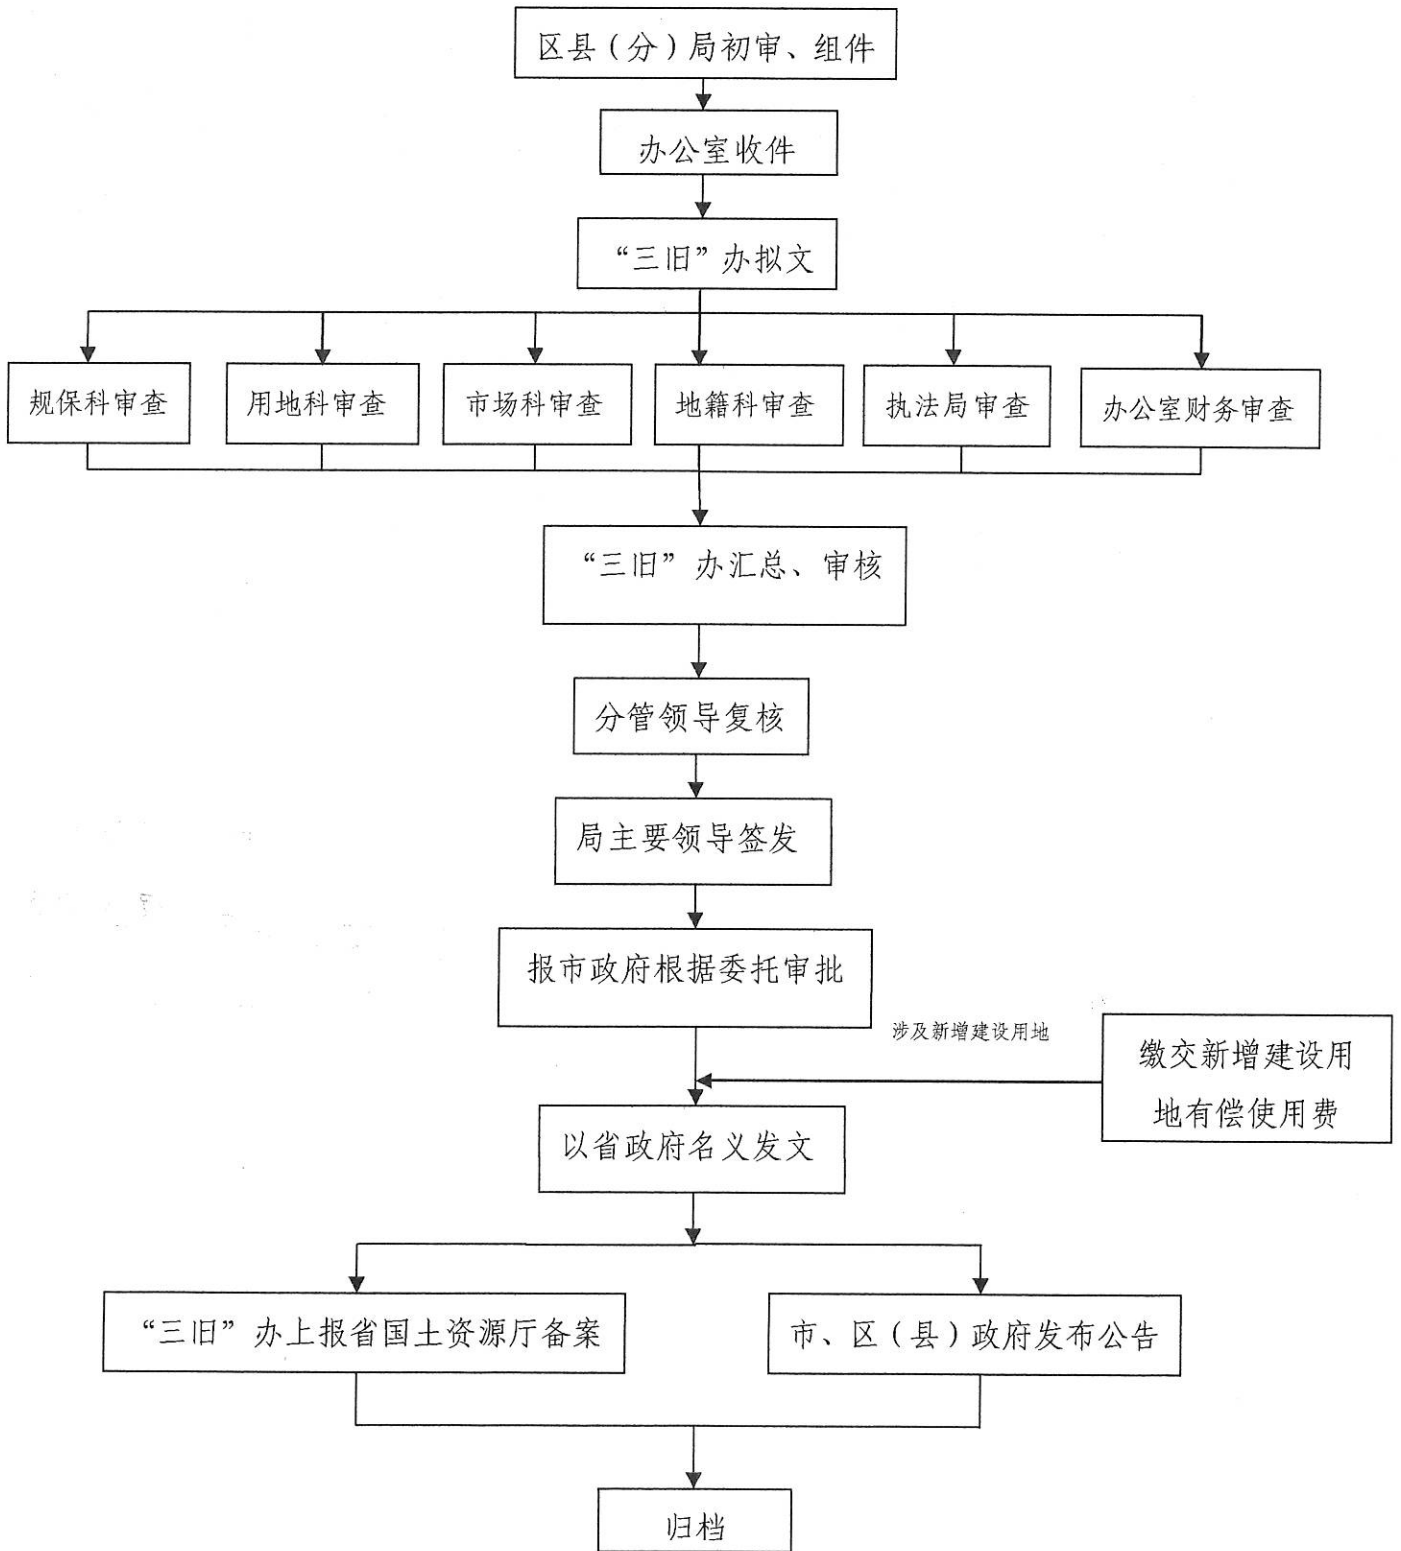 区县（分）局初审、组件
办公室收件
“三旧”办拟文
规保科审查
用地科审查
市场科审查
地籍科审查
执法局审查
办公室财务审查
“三旧”办汇总、审核
分管领导复核
局主要领导签发
报市政府根据委托审批
涉及新增建设用地
缴交新增建设用
地有偿使用费
以省政府名义发文
“三旧”办上报省国土资源厅备案
市、区（县）政府发布公告
归档